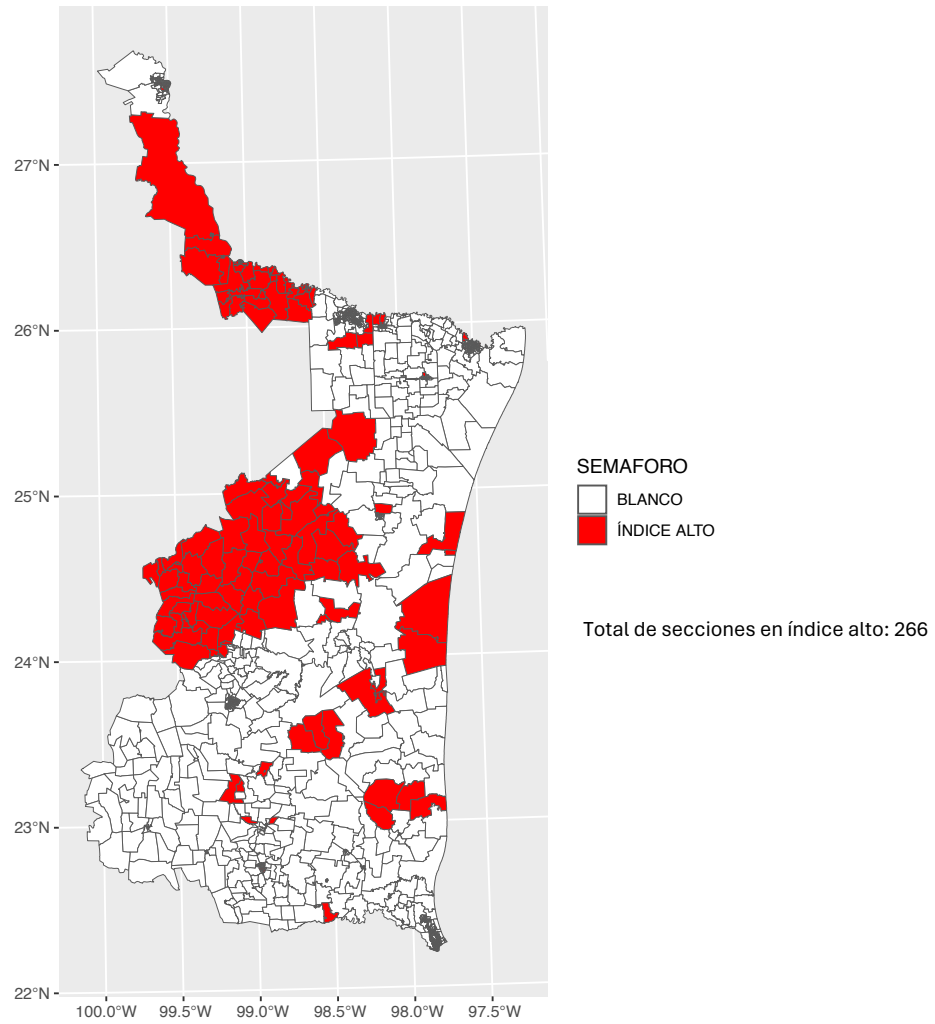 27°N
26°N
25°N
24°N
23°N
22°N
100.0°W 99.5°W 99.0°W 98.5°W 98.0°W 97.5°W
SEMAFORO
BLANCO
ÍNDICE ALTO
Total de secciones en índice alto: 266